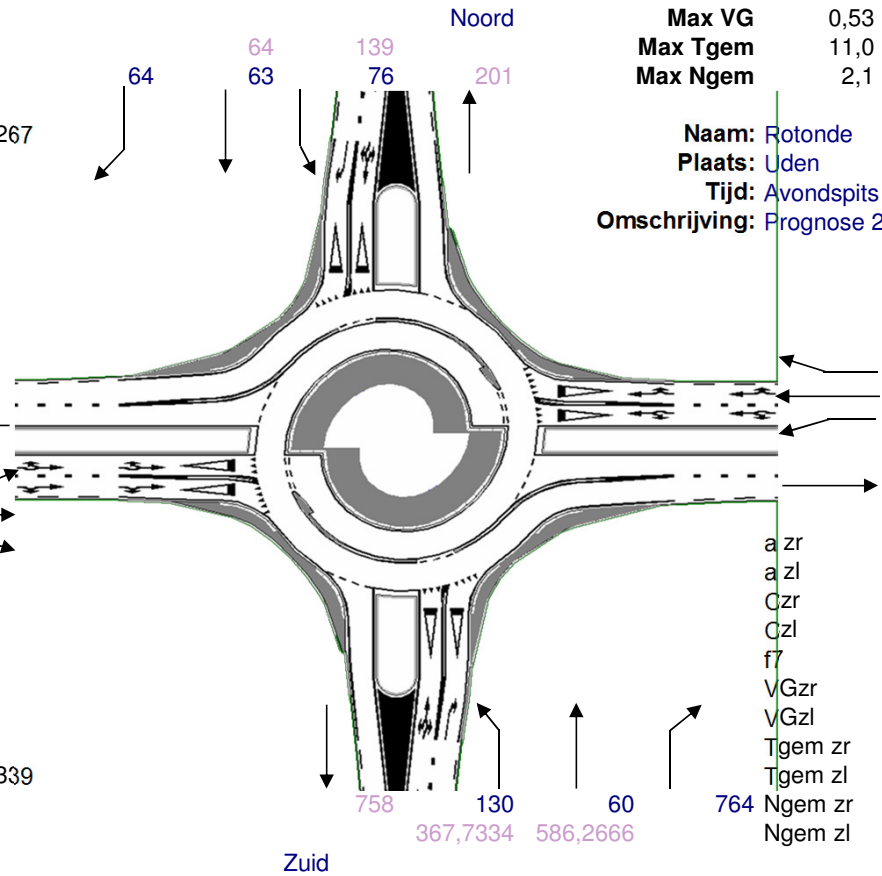 Noord
Max VG 0,53
64 139
Max Tgem 11,0
64 63 76 201
Max Ngem 2,1
267
Naam: Rotonde
Plaats: Uden
Tijd: Avondspits
Omschrijving: Prognose 2
a zr
a zl
Czr
Czl
f7
VGzr
VGzl
Tgem zr
339
Tgem zl
758 130 60 764 Ngem zr
367,7334 586,2666 Ngem zl
Zuid